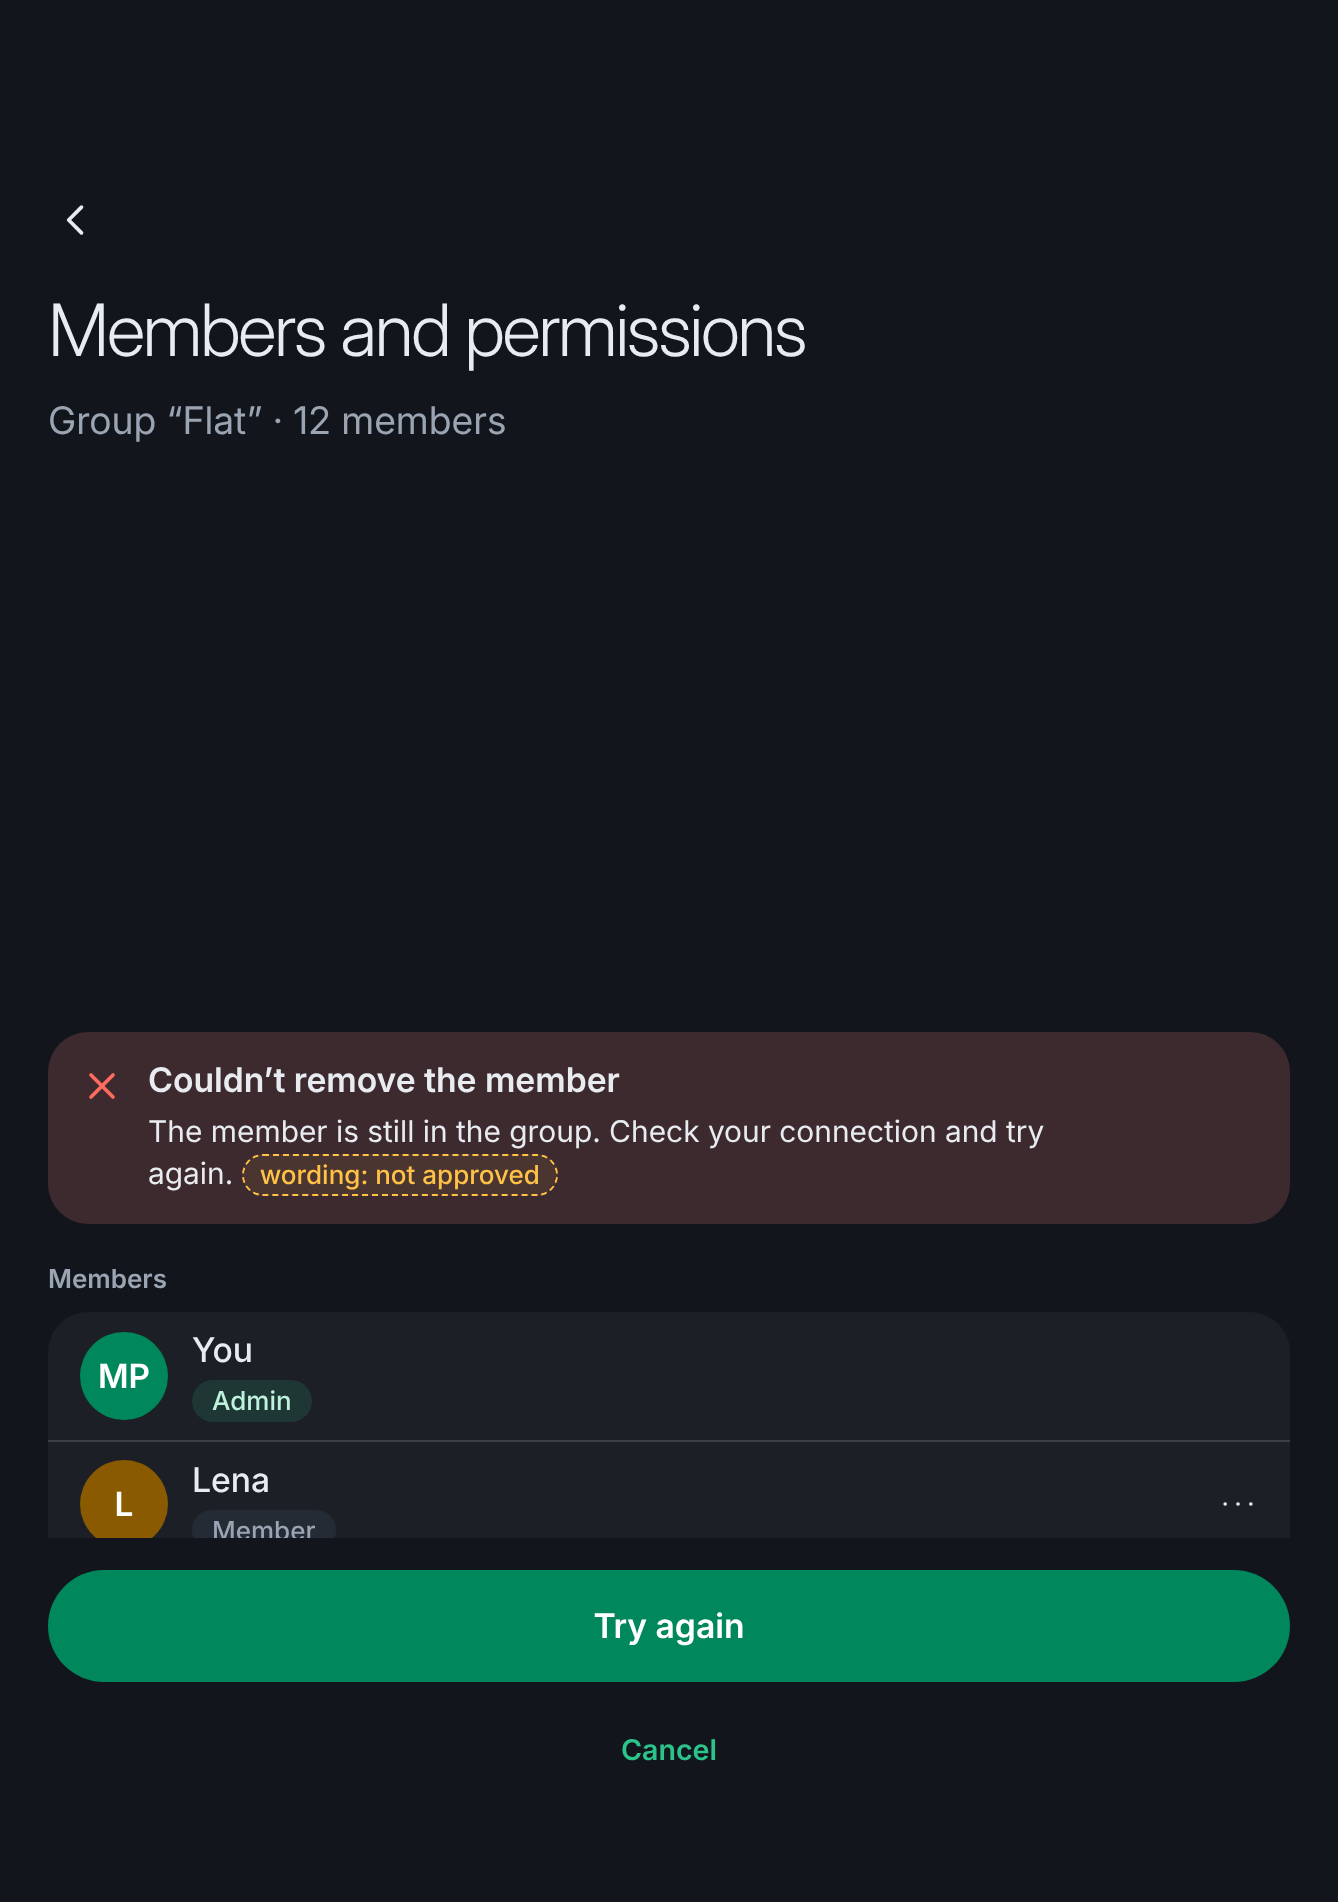 Members and permissions
Group “Flat” · 12 members
Couldn’t remove the member
The member is still in the group. Check your connection and try
again. wording: not approved
Members
MP
You
Admin
L
Lena
Member
Try again
Cancel